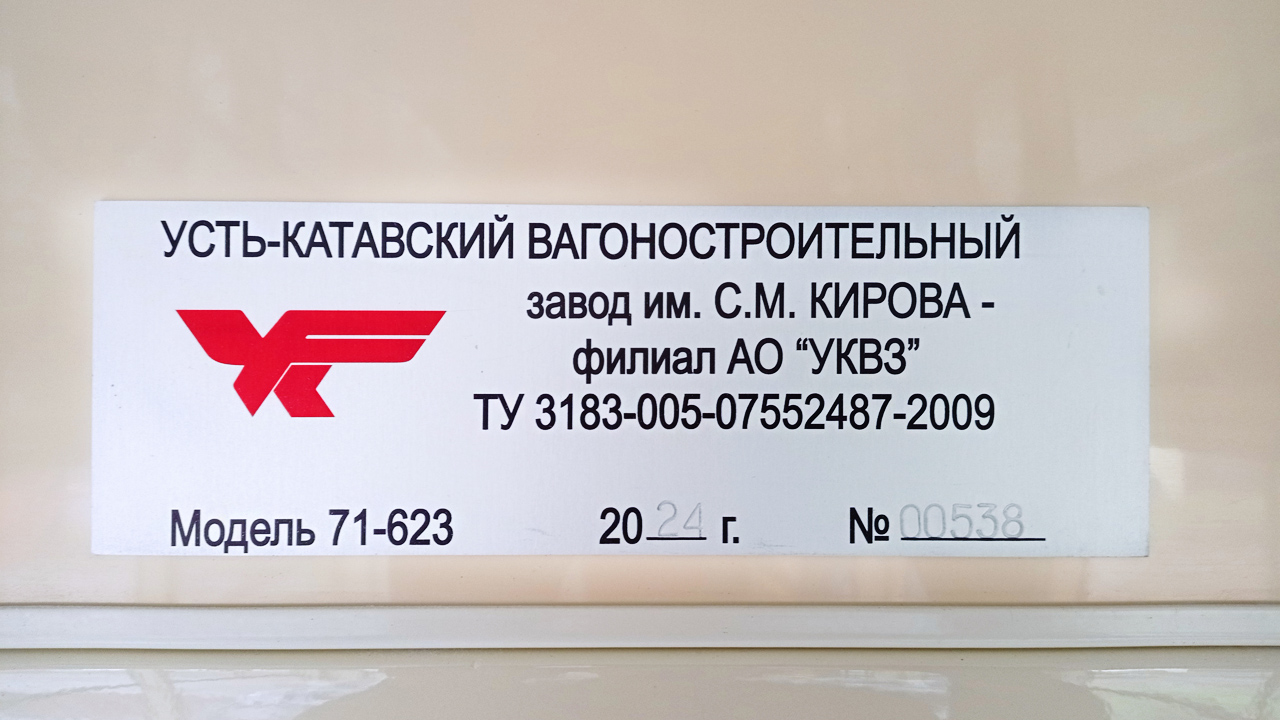 УСТЬ-КАТАВСКИЙ ВАГОНОСТРОИТЕЛЬНЫЙ
завод им. С.М. КИРОВА -
филиал АО “УКВЗ”
ТУ 3183-005-07552487-2009
Модель 71-623 2024 г. № 00538